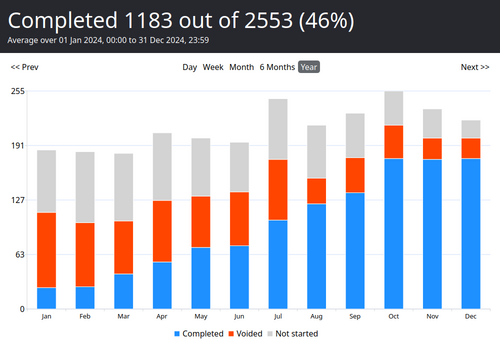 Completed 1183 out of 2553 (46%)
Average over 01 Jan 2024, 00:00 to 31 Dec 2024, 23:59
<< Prev Day Week Month 6 Months Year Next >>
255
191
127
63
0
Jan Feb Mar Apr May Jun Jul Aug Sep Oct Nov Dec
Completed Voided Not started